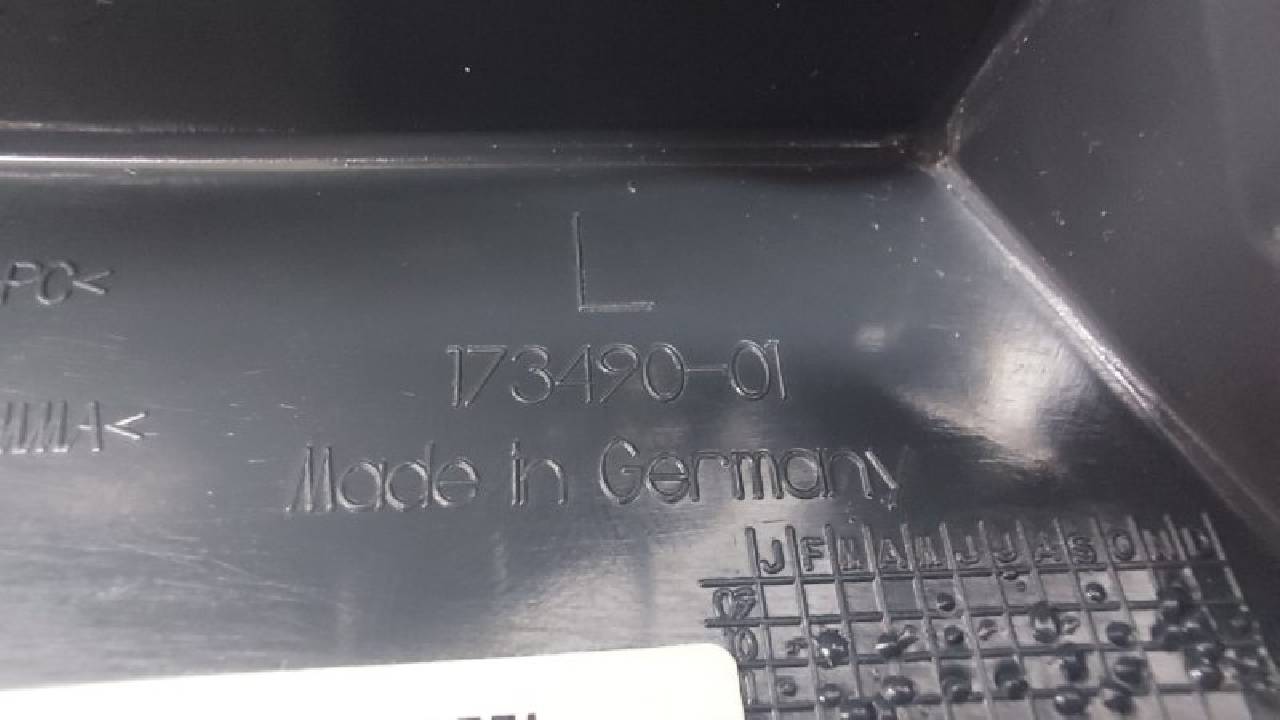 PC<
L
173490-01
MMA<
Made in Germany
J F M A M J J A S O N D